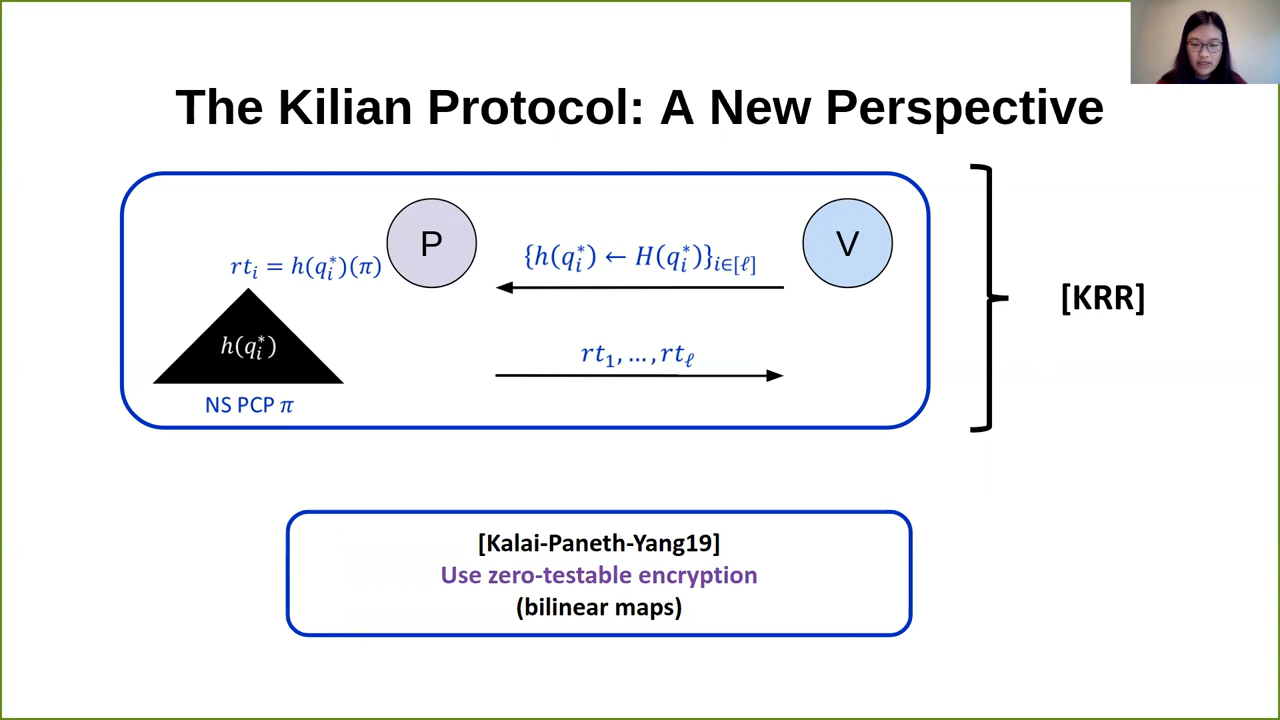 The Kilian Protocol: A New Perspective
P
V
{h(q_i^*) ← H(q_i^*)}_{i∈[ℓ]}
rt_i = h(q_i^*)(π)
[KRR]
h(q_i^*)
rt_1, …, rt_ℓ
NS PCP π
[Kalai-Paneth-Yang19]
Use zero-testable encryption
(bilinear maps)